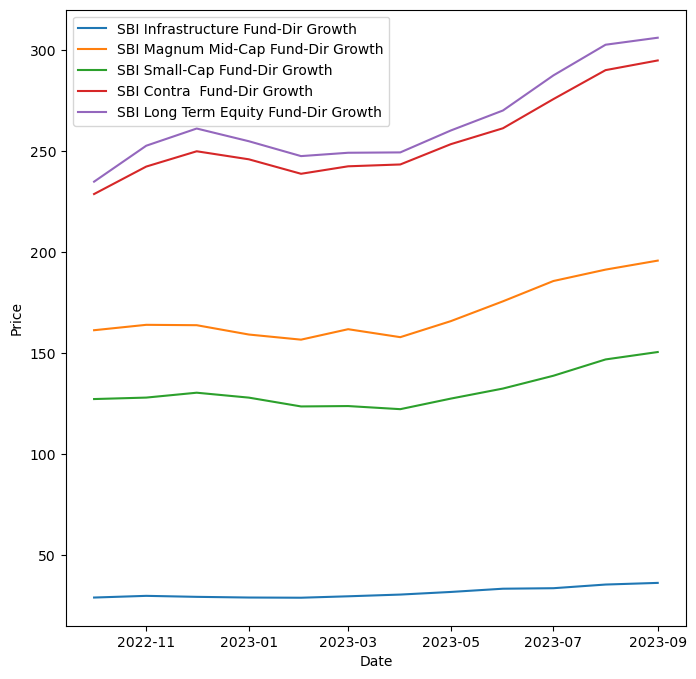 SBI Infrastructure Fund-Dir Growth
SBI Magnum Mid-Cap Fund-Dir Growth
SBI Small-Cap Fund-Dir Growth
SBI Contra  Fund-Dir Growth
SBI Long Term Equity Fund-Dir Growth
300
250
200
150
100
50
Price
2022-11 2023-01 2023-03 2023-05 2023-07 2023-09
Date